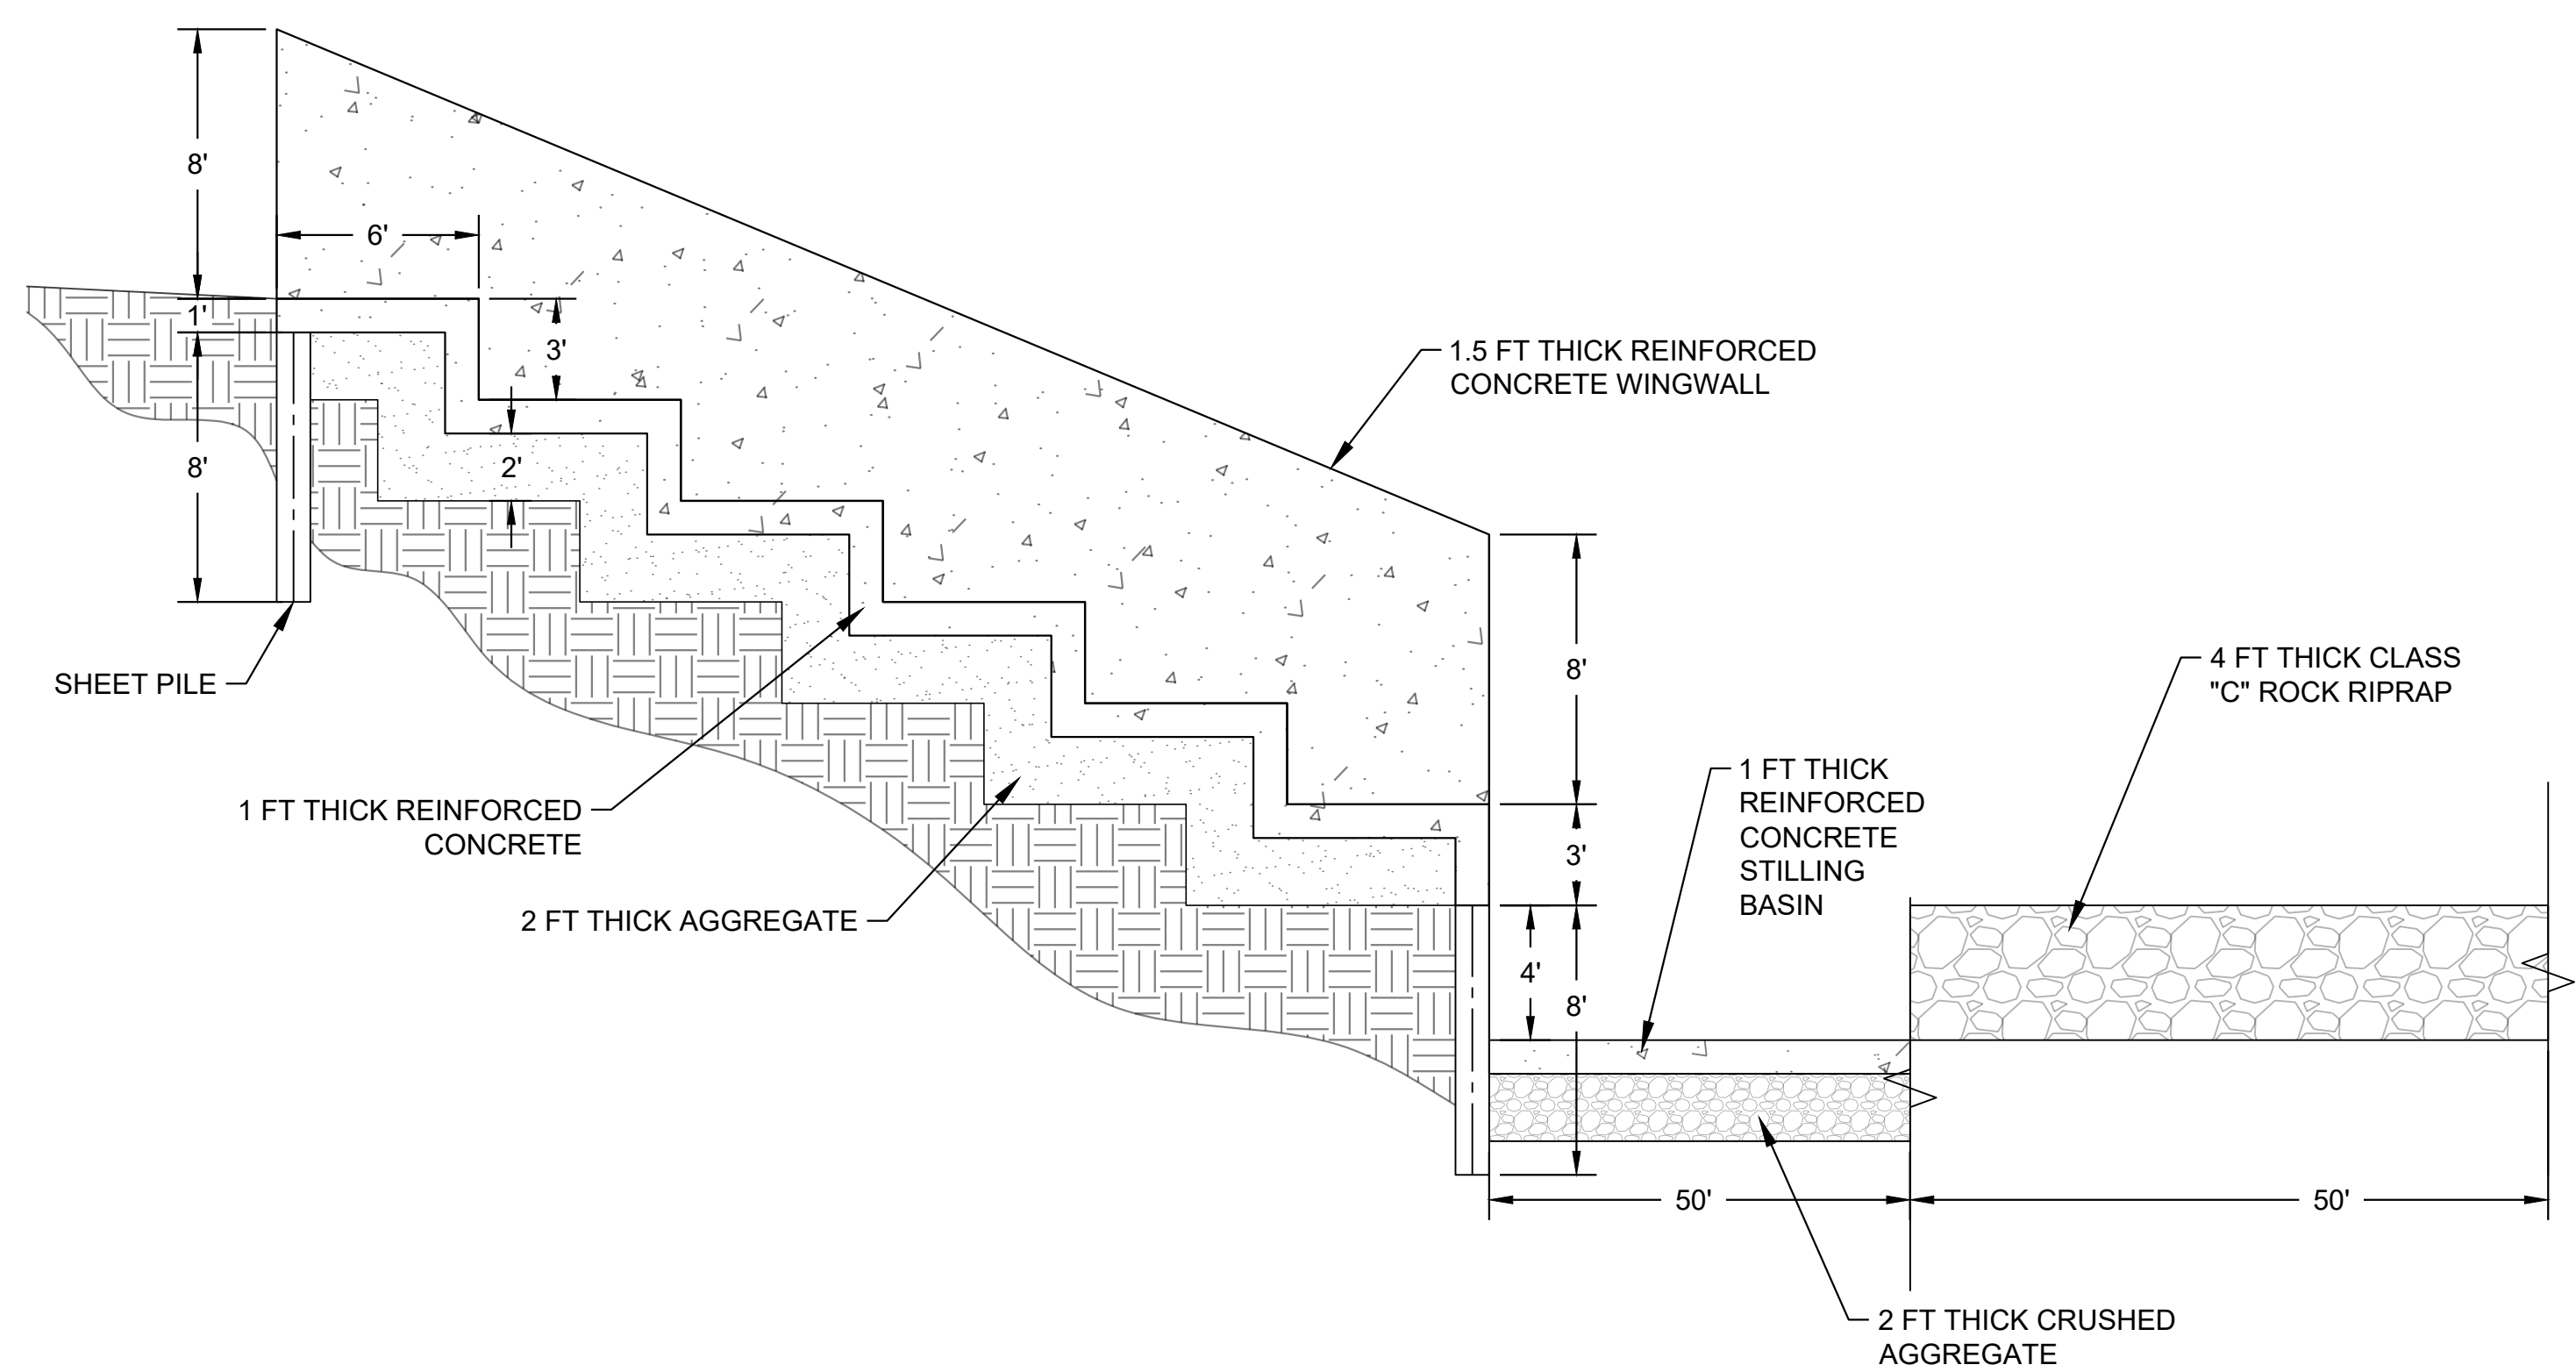 8'
6'
1'
3'
8'
2'
1.5 FT THICK REINFORCED
CONCRETE WINGWALL
SHEET PILE
8'
4 FT THICK CLASS
"C" ROCK RIPRAP
1 FT THICK REINFORCED
CONCRETE
1 FT THICK
REINFORCED
CONCRETE
STILLING
BASIN
3'
2 FT THICK AGGREGATE
4'
8'
50'
50'
2 FT THICK CRUSHED
AGGREGATE